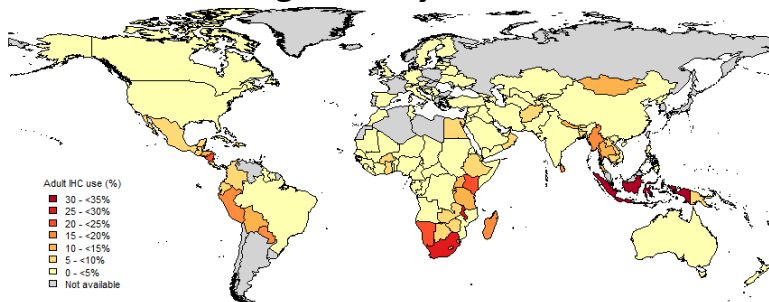 Adult IHC use (%)
30 - <35%
25 - <30%
20 - <25%
15 - <20%
10 - <15%
5 - <10%
0 - <5%
Not available